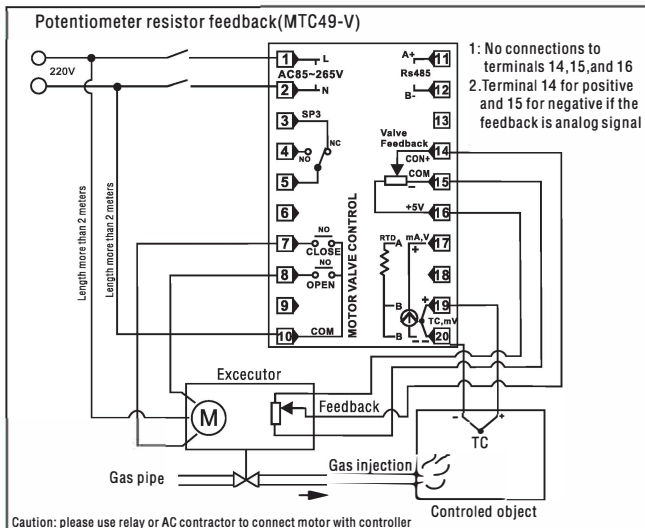 Potentiometer resistor feedback(MTC49-V)
220V
1 L
AC85~265V
2 N
3 SP3
4 NO NC
5
6
7 NO
CLOSE
8 NO
OPEN
9
10 COM
MOTOR VALVE CONTROL
A+ 11
Rs485
B- 12
13
Valve
Feedback
CON+ 14
COM 15
-
+5V 16
RTD A mA,V 17
+
18
+ 19
B TC,mV
B -- 20
1: No connections to
terminals 14,15,and 16
2.Terminal 14 for positive
and 15 for negative if the
feedback is analog signal
Length more than 2 meters
Length more than 2 meters
Excecutor
M
Feedback
- +
TC
Gas pipe
Gas injection
Controled object
Caution: please use relay or AC contractor to connect motor with controller